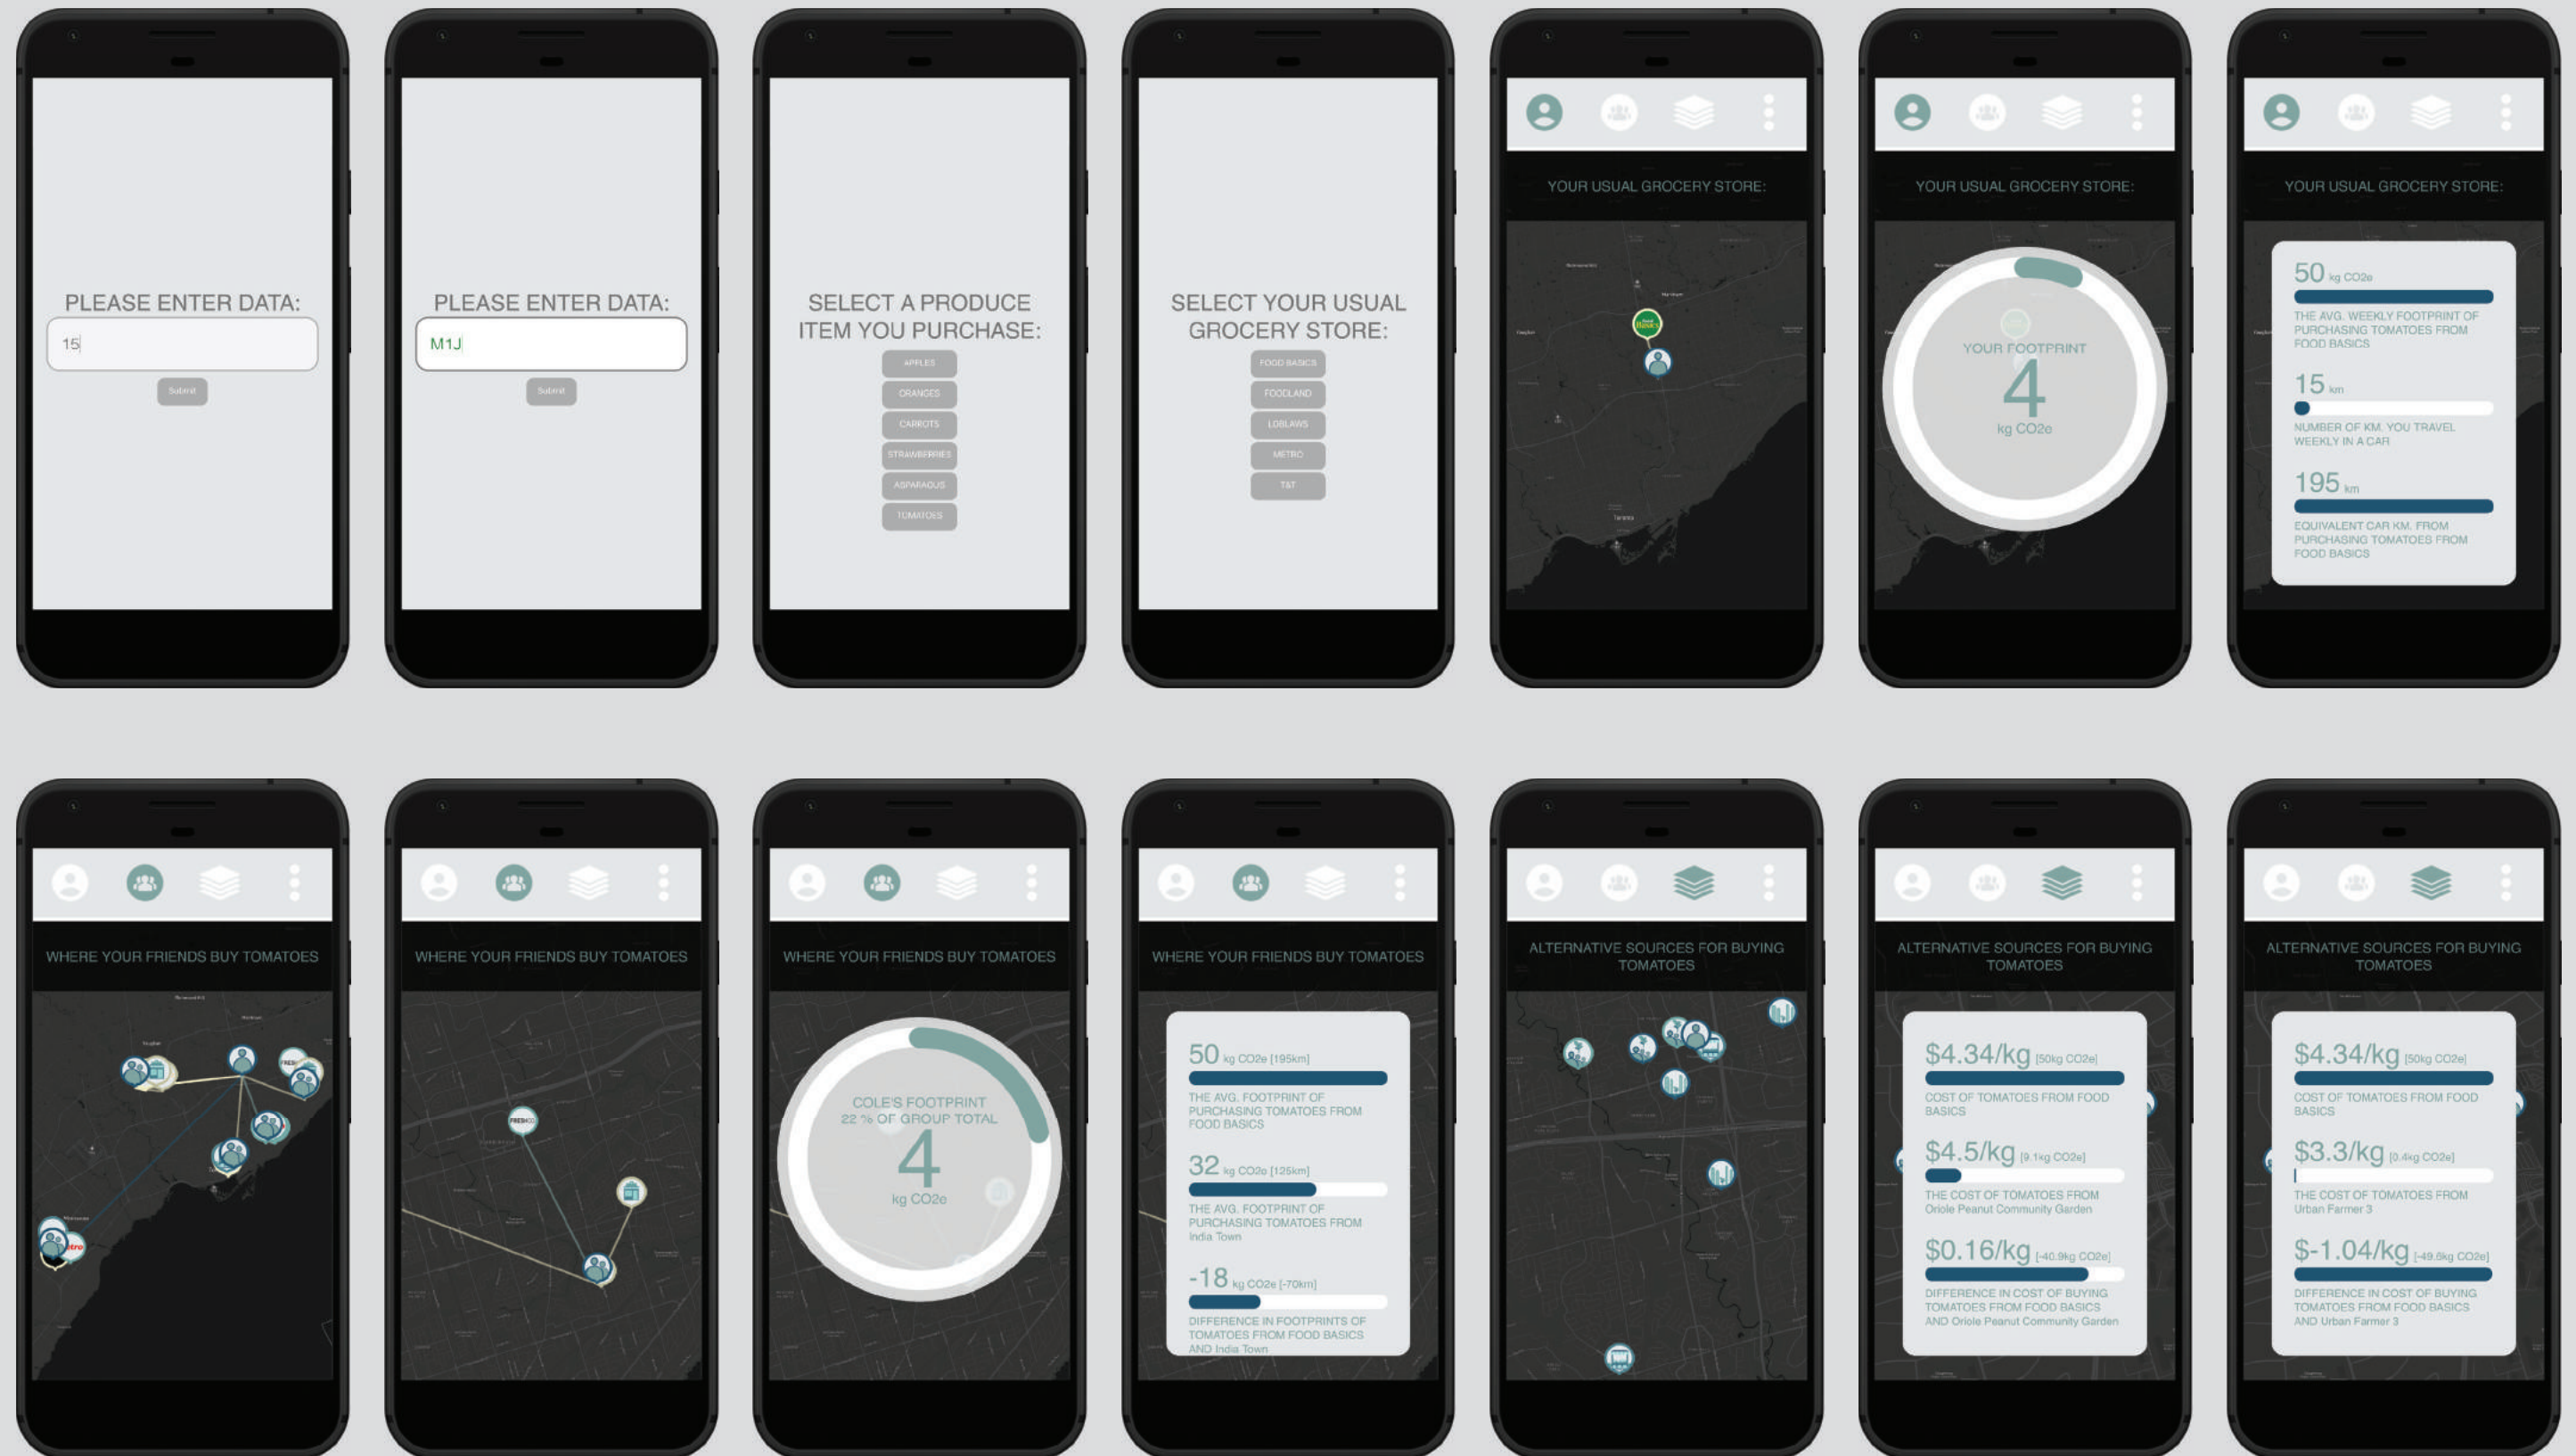 PLEASE ENTER DATA:
15
Submit
PLEASE ENTER DATA:
M1J
Submit
SELECT A PRODUCE
ITEM YOU PURCHASE:
APPLES
ORANGES
CARROTS
STRAWBERRIES
ASPARAGUS
TOMATOES
SELECT YOUR USUAL
GROCERY STORE:
FOOD BASICS
FOODLAND
LOBLAWS
METRO
T&T
YOUR USUAL GROCERY STORE:
Basics
Toronto
YOUR USUAL GROCERY STORE:
YOUR FOOTPRINT
4
kg CO2e
YOUR USUAL GROCERY STORE:
50 kg CO2e
THE AVG. WEEKLY FOOTPRINT OF
PURCHASING TOMATOES FROM
FOOD BASICS
15 km
NUMBER OF KM. YOU TRAVEL
WEEKLY IN A CAR
195 km
EQUIVALENT CAR KM. FROM
PURCHASING TOMATOES FROM
FOOD BASICS
WHERE YOUR FRIENDS BUY TOMATOES
Vaughan
WHERE YOUR FRIENDS BUY TOMATOES
FRESHCO
WHERE YOUR FRIENDS BUY TOMATOES
COLE'S FOOTPRINT
22 % OF GROUP TOTAL
4
kg CO2e
WHERE YOUR FRIENDS BUY TOMATOES
50 kg CO2e [195km]
THE AVG. FOOTPRINT OF
PURCHASING TOMATOES FROM
FOOD BASICS
32 kg CO2e [125km]
THE AVG. FOOTPRINT OF
PURCHASING TOMATOES FROM
India Town
-18 kg CO2e [-70km]
DIFFERENCE IN FOOTPRINTS OF
TOMATOES FROM FOOD BASICS
AND India Town
ALTERNATIVE SOURCES FOR BUYING
TOMATOES
ALTERNATIVE SOURCES FOR BUYING
TOMATOES
$4.34/kg [50kg CO2e]
COST OF TOMATOES FROM FOOD
BASICS
$4.5/kg [9.1kg CO2e]
THE COST OF TOMATOES FROM
Oriole Peanut Community Garden
$0.16/kg [-40.9kg CO2e]
DIFFERENCE IN COST OF BUYING
TOMATOES FROM FOOD BASICS
AND Oriole Peanut Community Garden
ALTERNATIVE SOURCES FOR BUYING
TOMATOES
$4.34/kg [50kg CO2e]
COST OF TOMATOES FROM FOOD
BASICS
$3.3/kg [0.4kg CO2e]
THE COST OF TOMATOES FROM
Urban Farmer 3
$-1.04/kg [-49.6kg CO2e]
DIFFERENCE IN COST OF BUYING
TOMATOES FROM FOOD BASICS
AND Urban Farmer 3